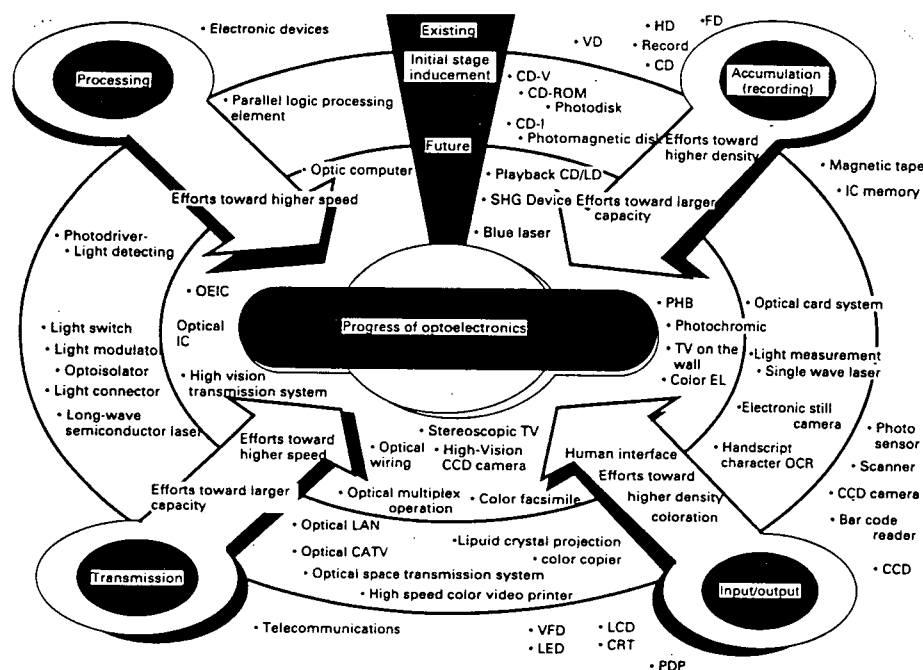 • Electronic devices
Existing
Initial stage
inducement
Future
• VD
• HD
• FD
• Record
• CD
Processing
Accumulation
(recording)
• Parallel logic processing
element
• CD-V
• CD-ROM
• Photodisk
• CD-I
• Photomagnetic disk
Efforts toward
higher density
• Optic computer
• Playback CD/LD
• Magnetic tape
• IC memory
Efforts toward higher speed
• SHG Device
Efforts toward larger
capacity
• Blue laser
• Photodriver-
• Light detecting
• OEIC
Optical
IC
Progress of optoelectronics
• PHB
• Photochromic
• TV on the
wall
• Color EL
• Optical card system
• Light measurement
• Single wave laser
• Light switch
• Light modulator
• Optoisolator
• Light connector
• Long-wave
semiconductor laser
• High vision
transmission system
• Electronic still
camera
• Handscript
character OCR
• Photo
sensor
• Scanner
• CCD camera
• Bar code
reader
• CCD
Efforts toward
higher speed
• Optical
wiring
• Stereoscopic TV
• High-Vision
CCD camera
Human interface
Efforts toward
higher density
coloration
Efforts toward larger
capacity
• Optical multiplex
operation
• Color facsimile
• Optical LAN
• Optical CATV
• Lipuid crystal projection
• color copier
• Optical space transmission system
• High speed color video printer
Transmission
Input/output
• Telecommunications
• VFD
• LED
• LCD
• CRT
• PDP